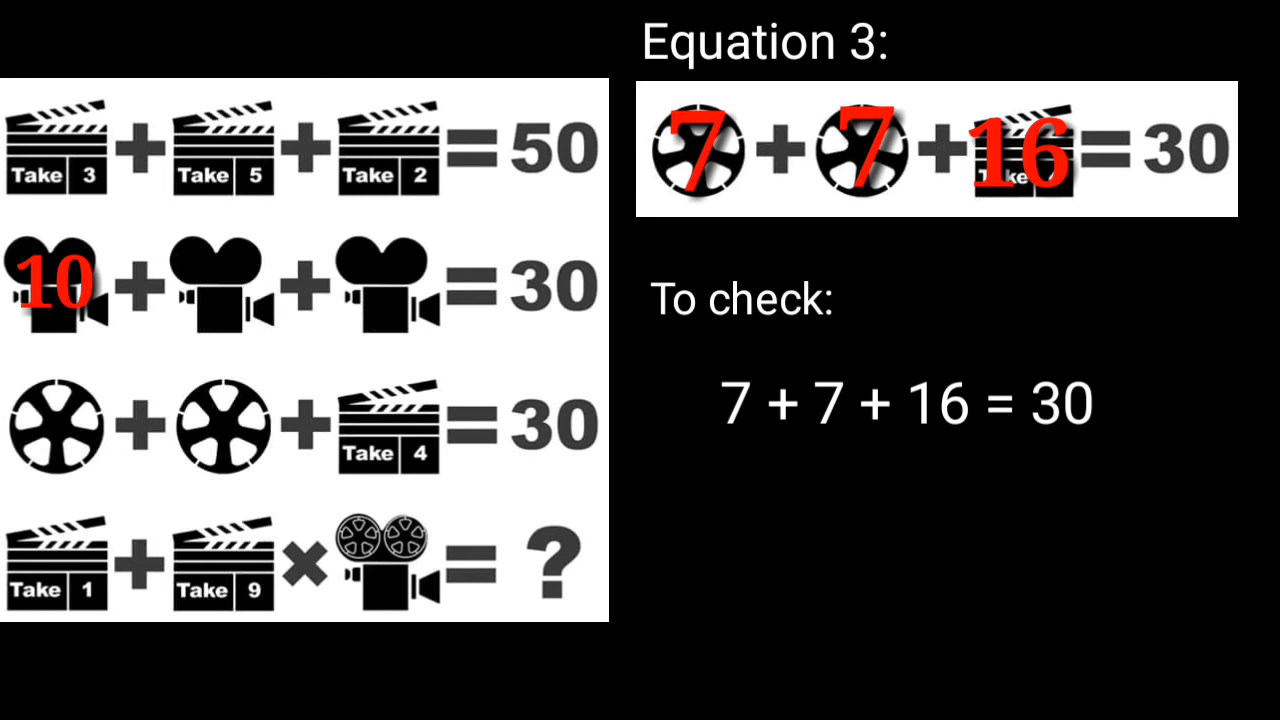 Equation 3:
Take 3 + Take 5 + Take 2 = 50
7 + 7 + 16 = 30
10 + + = 30
To check:
7 + 7 + 16 = 30
+ + Take 4 = 30
Take 1 + Take 9 × = ?